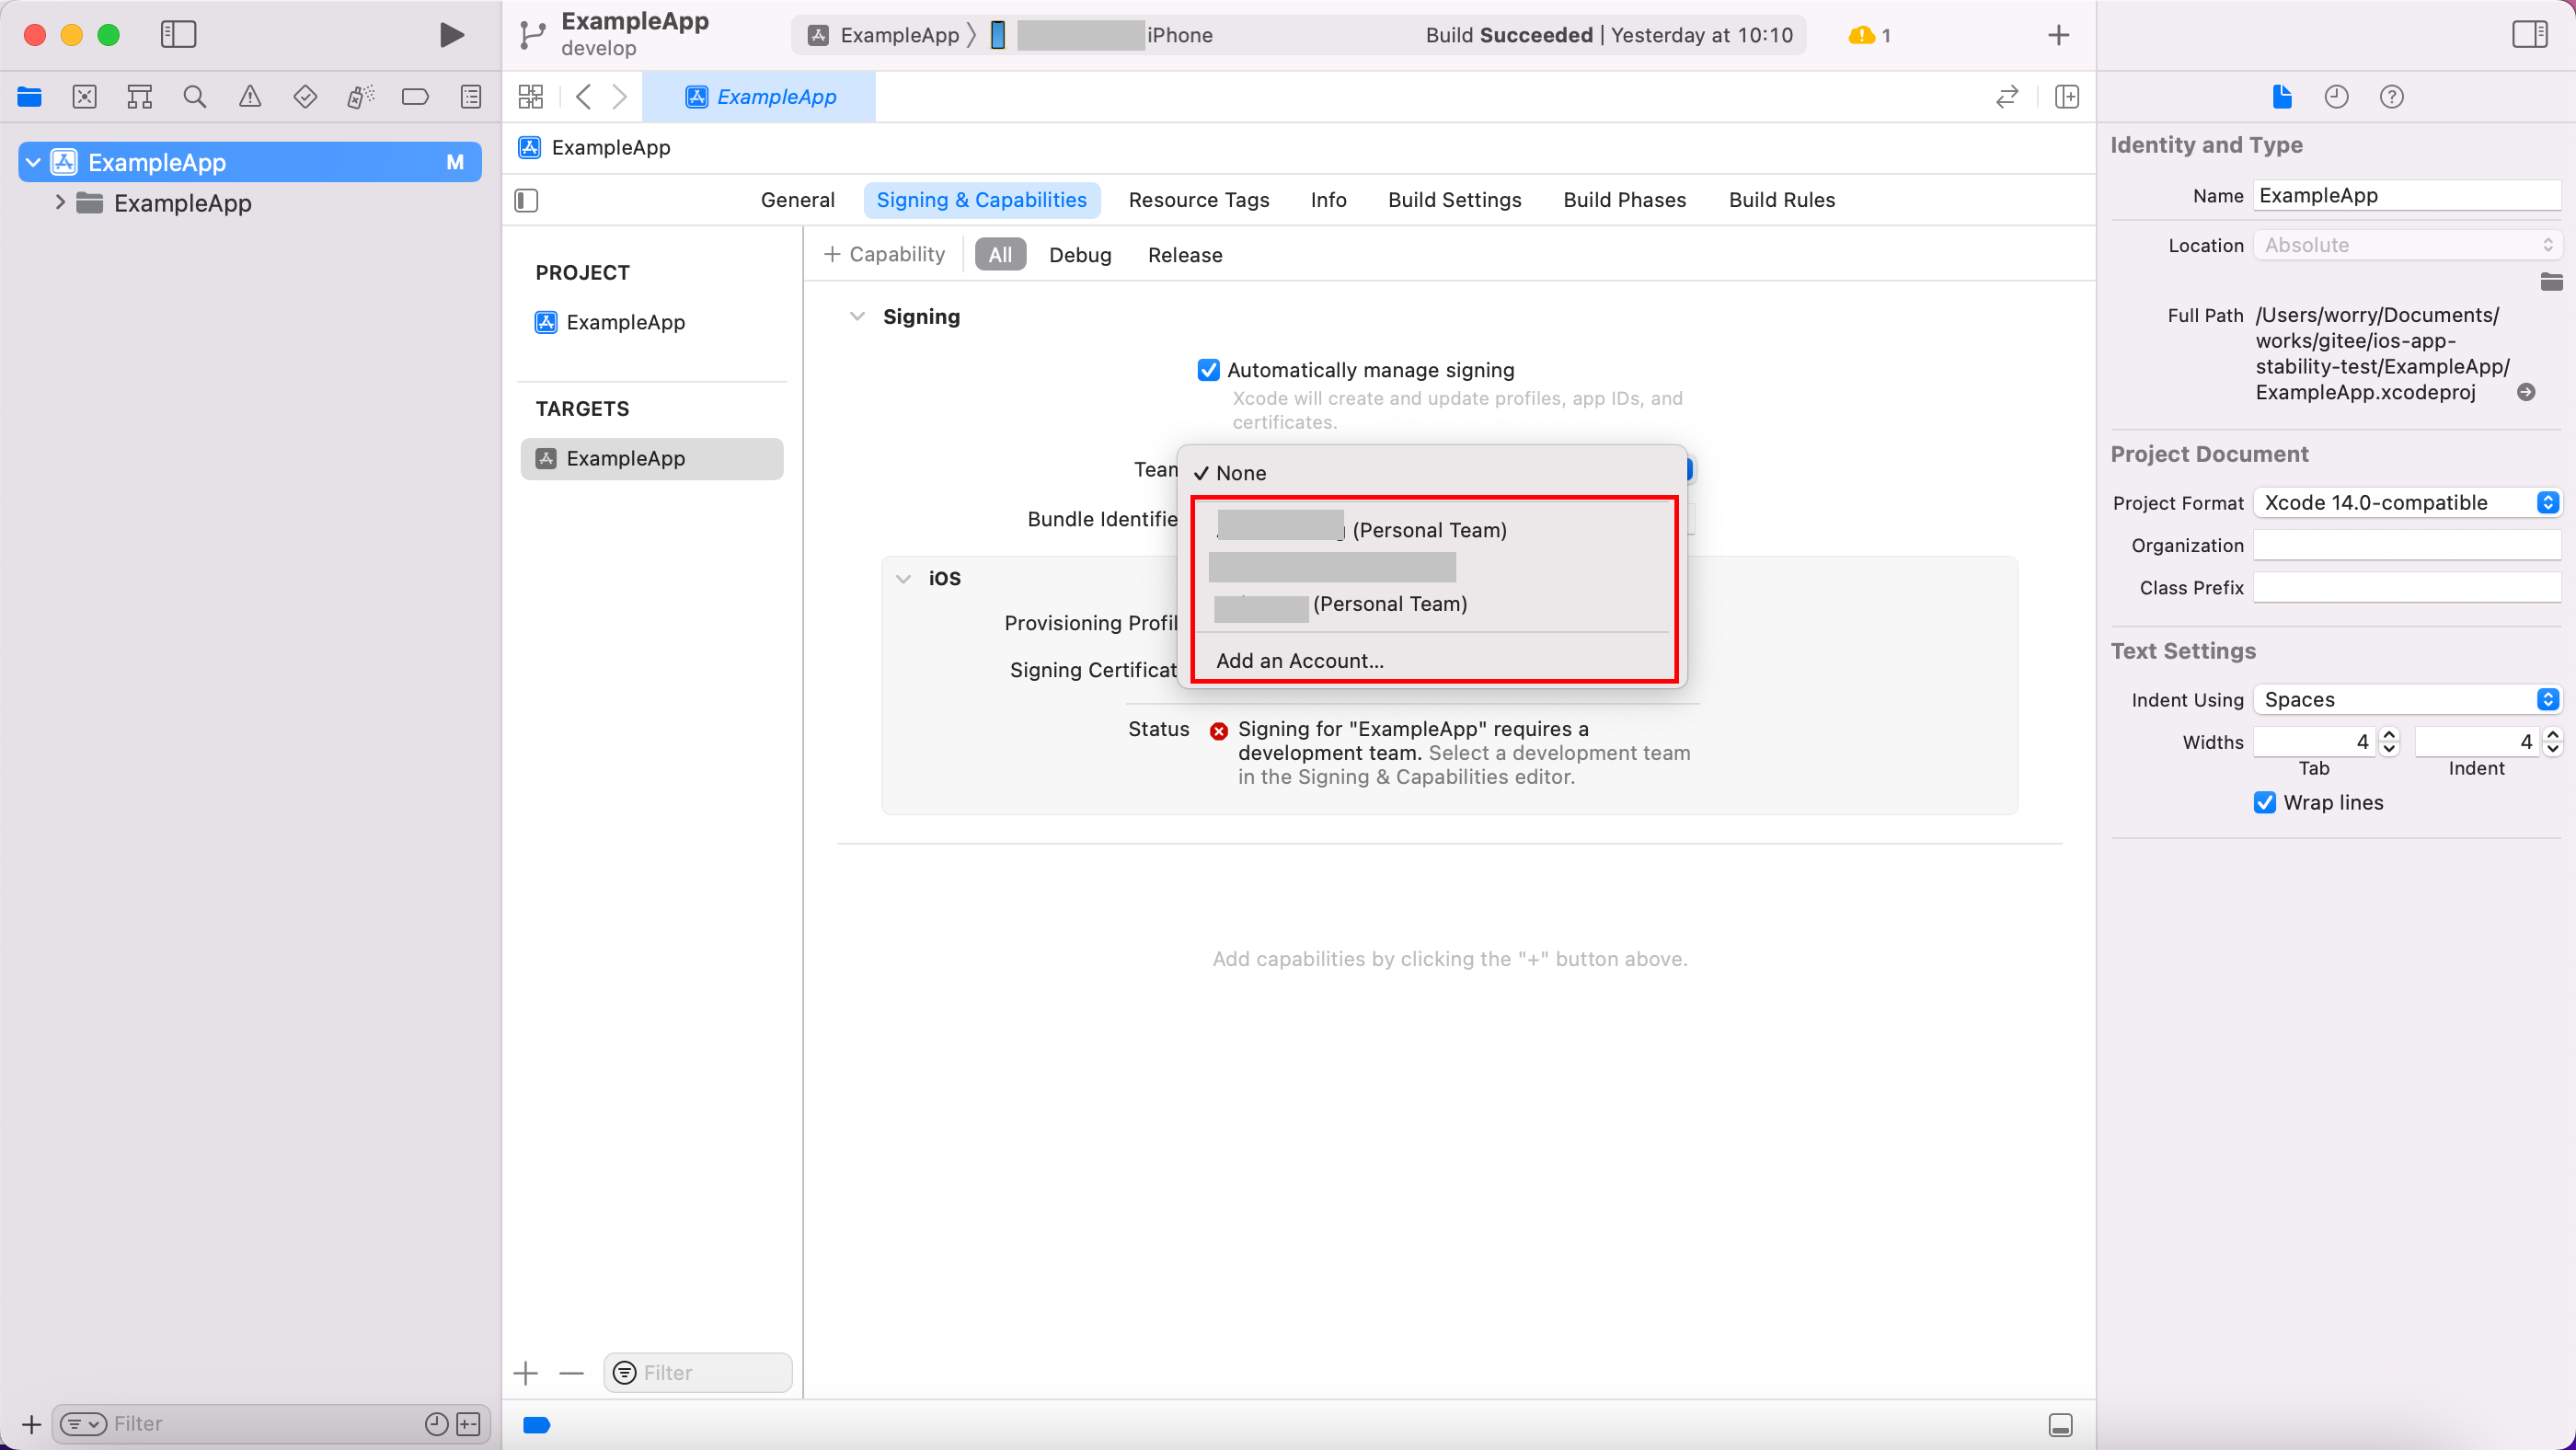 ExampleApp
develop
ExampleApp
iPhone
Build Succeeded | Yesterday at 10:10
1
ExampleApp
ExampleApp
M
ExampleApp
ExampleApp
General
Signing & Capabilities
Resource Tags
Info
Build Settings
Build Phases
Build Rules
PROJECT
ExampleApp
TARGETS
ExampleApp
Capability
All
Debug
Release
Signing
Automatically manage signing
Xcode will create and update profiles, app IDs, and
certificates.
Team
None
Bundle Identifie
(Personal Team)
(Personal Team)
Add an Account...
iOS
Provisioning Profil
Signing Certificat
Status
Signing for "ExampleApp" requires a
development team. Select a development team
in the Signing & Capabilities editor.
Add capabilities by clicking the "+" button above.
Filter
Filter
Identity and Type
Name ExampleApp
Location Absolute
Full Path /Users/worry/Documents/
works/gitee/ios-app-
stability-test/ExampleApp/
ExampleApp.xcodeproj
Project Document
Project Format Xcode 14.0-compatible
Organization
Class Prefix
Text Settings
Indent Using Spaces
Widths 4 4
Tab Indent
Wrap lines